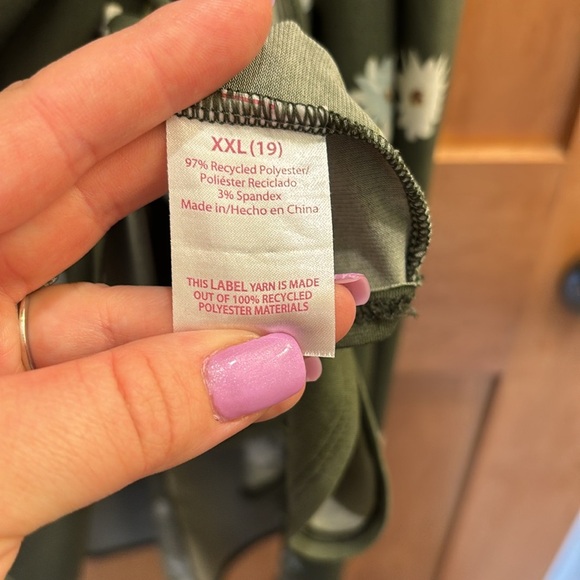 XXL (19)
97% Recycled Polyester/
Poliéster Reciclado
3% Spandex
Made in/Hecho en China
THIS LABEL YARN IS MADE
OUT OF 100% RECYCLED
POLYESTER MATERIALS